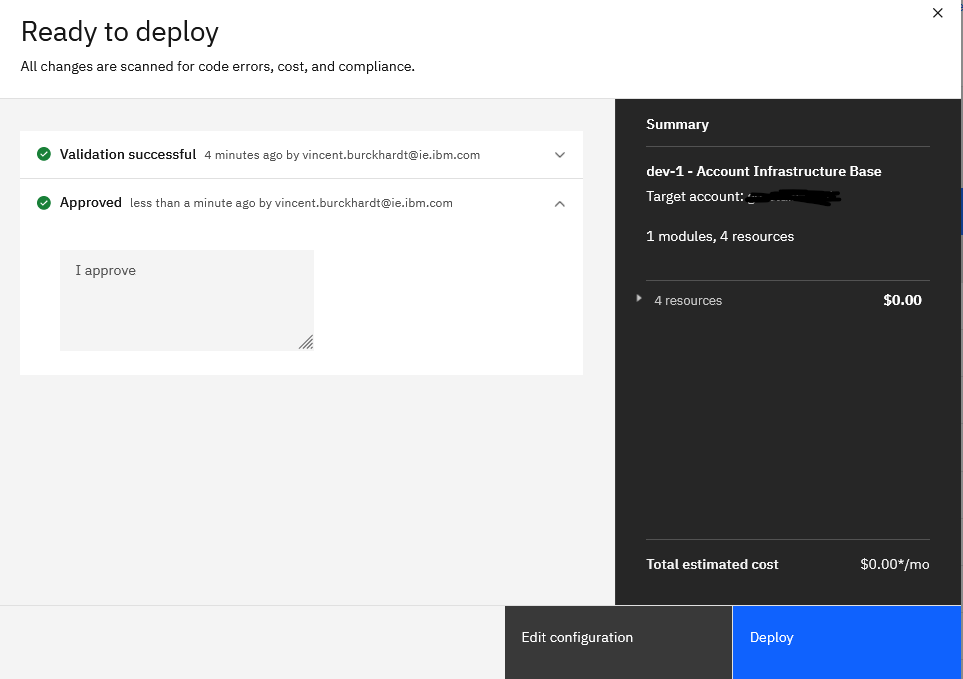 Ready to deploy
All changes are scanned for code errors, cost, and compliance.
Validation successful 4 minutes ago by vincent.burckhardt@ie.ibm.com
Approved less than a minute ago by vincent.burckhardt@ie.ibm.com
I approve
Summary
dev-1 - Account Infrastructure Base
Target account:
1 modules, 4 resources
4 resources $0.00
Total estimated cost $0.00*/mo
Edit configuration
Deploy